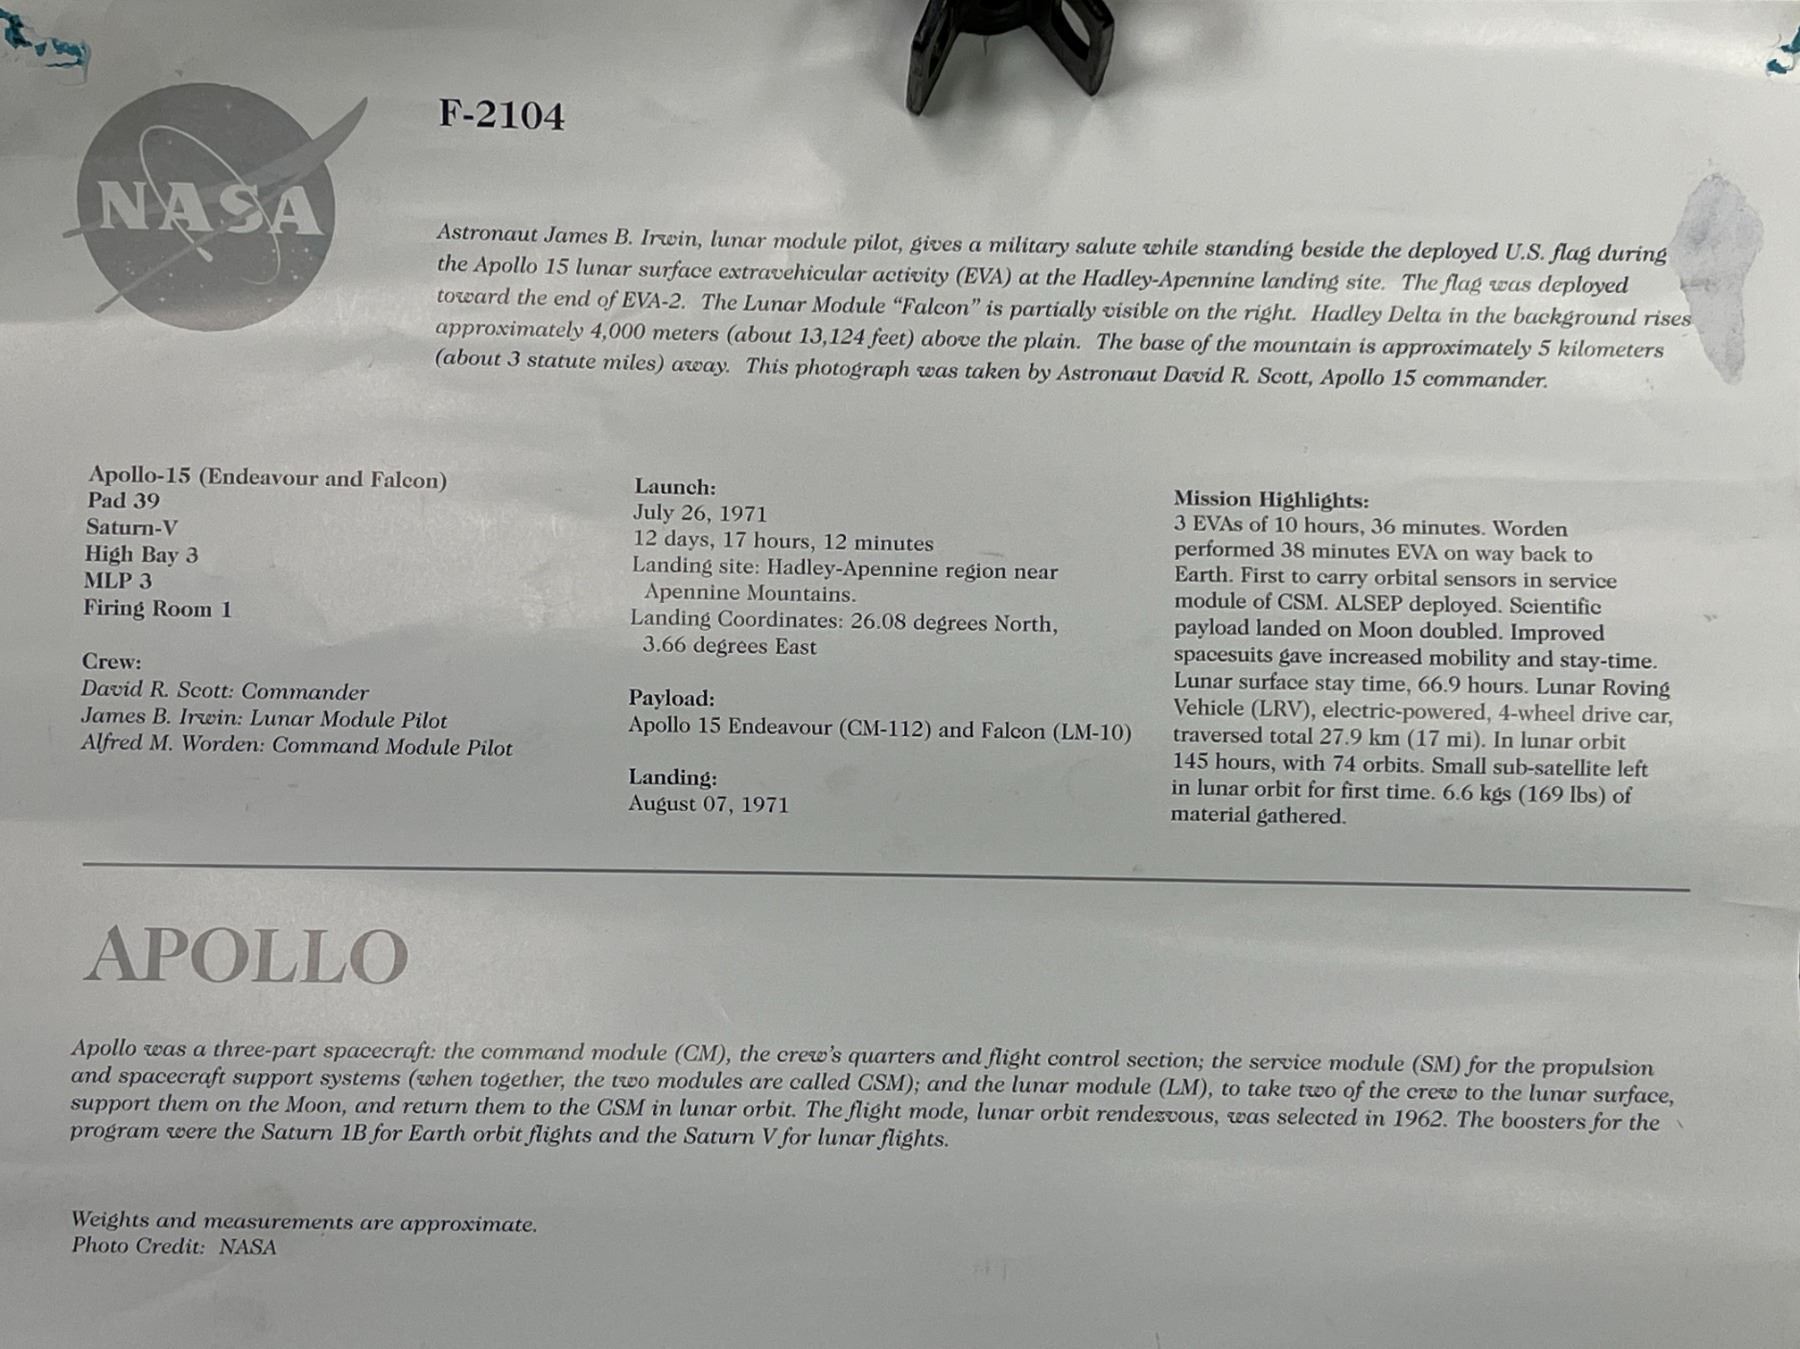 NASA
F-2104
Astronaut James B. Irwin, lunar module pilot, gives a military salute while standing beside the deployed U.S. flag during
the Apollo 15 lunar surface extravehicular activity (EVA) at the Hadley-Apennine landing site. The flag was deployed
toward the end of EVA-2. The Lunar Module “Falcon” is partially visible on the right. Hadley Delta in the background rises
approximately 4,000 meters (about 13,124 feet) above the plain. The base of the mountain is approximately 5 kilometers
(about 3 statute miles) away. This photograph was taken by Astronaut David R. Scott, Apollo 15 commander.
Apollo-15 (Endeavour and Falcon)
Pad 39
Saturn-V
High Bay 3
MLP 3
Firing Room 1
Crew:
David R. Scott: Commander
James B. Irwin: Lunar Module Pilot
Alfred M. Worden: Command Module Pilot
Launch:
July 26, 1971
12 days, 17 hours, 12 minutes
Landing site: Hadley-Apennine region near
Apennine Mountains.
Landing Coordinates: 26.08 degrees North,
3.66 degrees East
Payload:
Apollo 15 Endeavour (CM-112) and Falcon (LM-10)
Landing:
August 07, 1971
Mission Highlights:
3 EVAs of 10 hours, 36 minutes. Worden
performed 38 minutes EVA on way back to
Earth. First to carry orbital sensors in service
module of CSM. ALSEP deployed. Scientific
payload landed on Moon doubled. Improved
spacesuits gave increased mobility and stay-time.
Lunar surface stay time, 66.9 hours. Lunar Roving
Vehicle (LRV), electric-powered, 4-wheel drive car,
traversed total 27.9 km (17 mi). In lunar orbit
145 hours, with 74 orbits. Small sub-satellite left
in lunar orbit for first time. 6.6 kgs (169 lbs) of
material gathered.
APOLLO
Apollo was a three-part spacecraft: the command module (CM), the crew’s quarters and flight control section; the service module (SM) for the propulsion
and spacecraft support systems (when together, the two modules are called CSM); and the lunar module (LM), to take two of the crew to the lunar surface,
support them on the Moon, and return them to the CSM in lunar orbit. The flight mode, lunar orbit rendezvous, was selected in 1962. The boosters for the
program were the Saturn 1B for Earth orbit flights and the Saturn V for lunar flights.
Weights and measurements are approximate.
Photo Credit: NASA